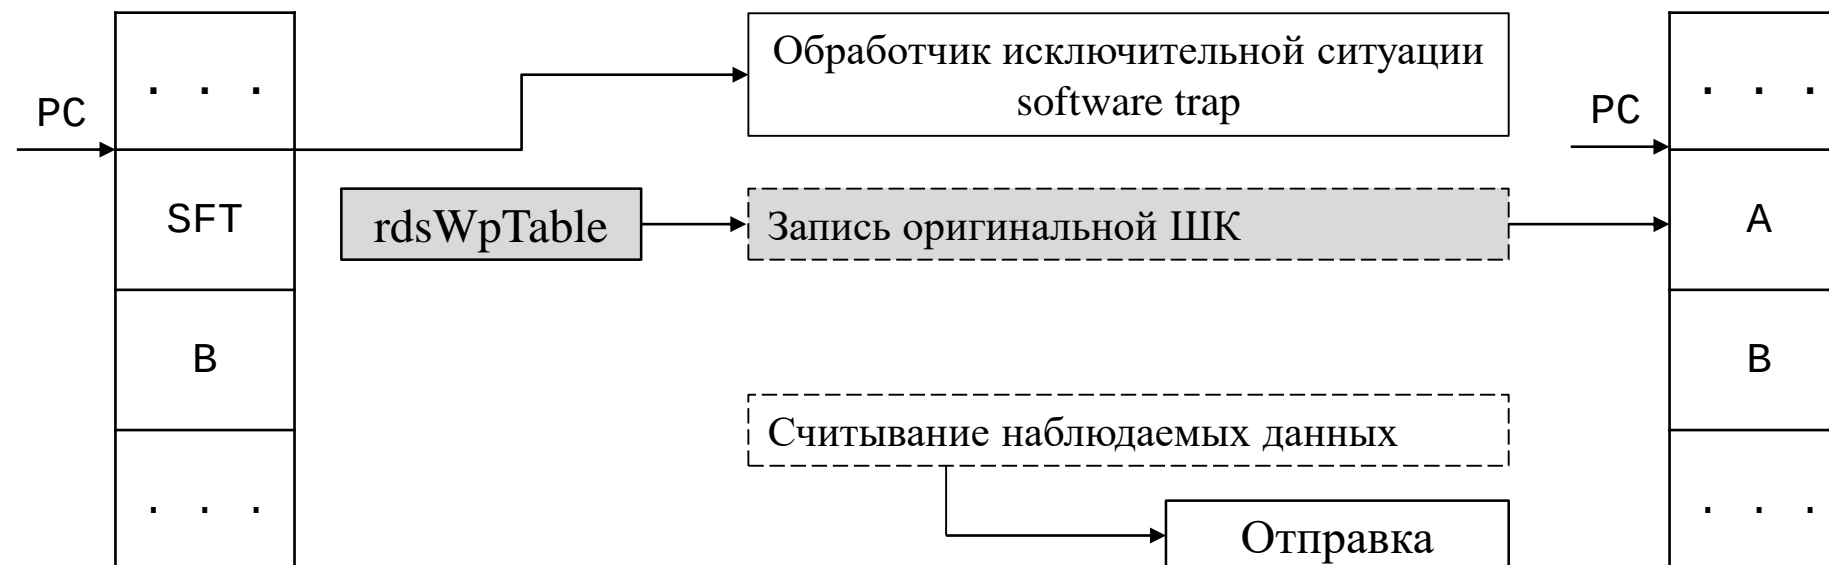 . . .
PC
SFT
B
. . .
Обработчик исключительной ситуации
software trap
rdsWpTable
Запись оригинальной ШК
Считывание наблюдаемых данных
Отправка
. . .
PC
A
B
. . .